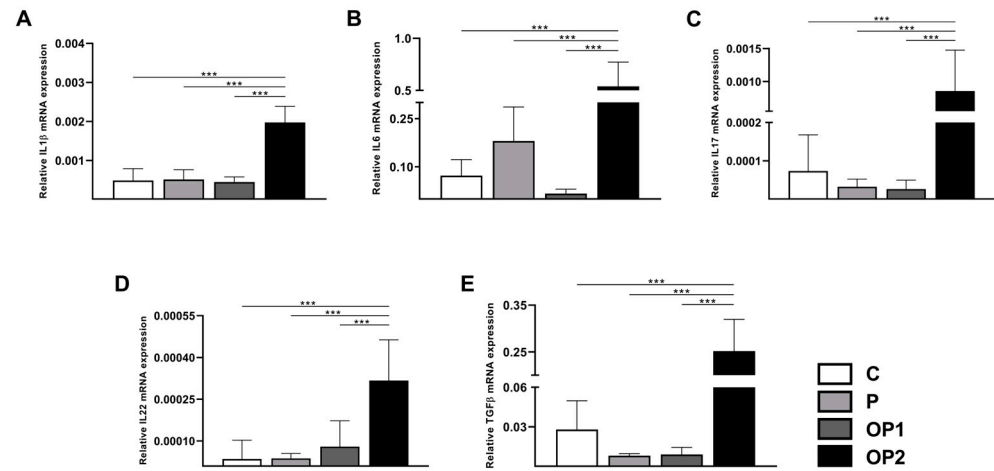 A
Relative IL1β mRNA expression
0.004
0.002
0.001
***
***
***
B
Relative IL6 mRNA expression
1.0
0.5
0.25
0.10
***
***
***
C
Relative IL17 mRNA expression
0.0015
0.0010
0.0002
0.0001
***
***
***
D
Relative IL22 mRNA expression
0.00055
0.00040
0.00025
0.00010
***
***
***
E
Relative TGFβ mRNA expression
0.35
0.25
0.06
0.03
***
***
***
C
P
OP1
OP2